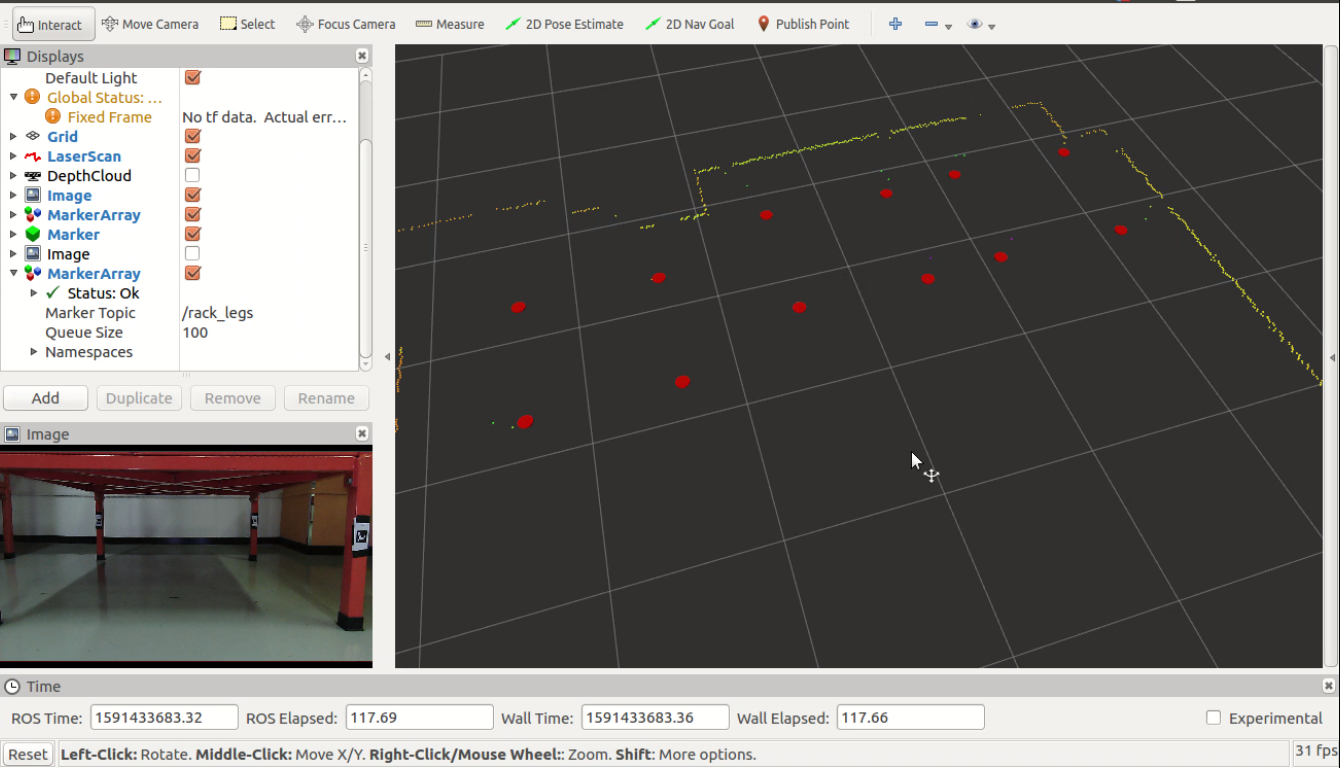 Interact Move Camera Select Focus Camera Measure 2D Pose Estimate 2D Nav Goal Publish Point
Displays
Default Light
Global Status: ...
Fixed Frame No tf data. Actual err...
Grid
LaserScan
DepthCloud
Image
MarkerArray
Marker
Image
MarkerArray
Status: Ok
Marker Topic /rack_legs
Queue Size 100
Namespaces
Add Duplicate Remove Rename
Image
Time
ROS Time: 1591433683.32 ROS Elapsed: 117.69 Wall Time: 1591433683.36 Wall Elapsed: 117.66 Experimental
Reset Left-Click: Rotate. Middle-Click: Move X/Y. Right-Click/Mouse Wheel:: Zoom. Shift: More options. 31 fps